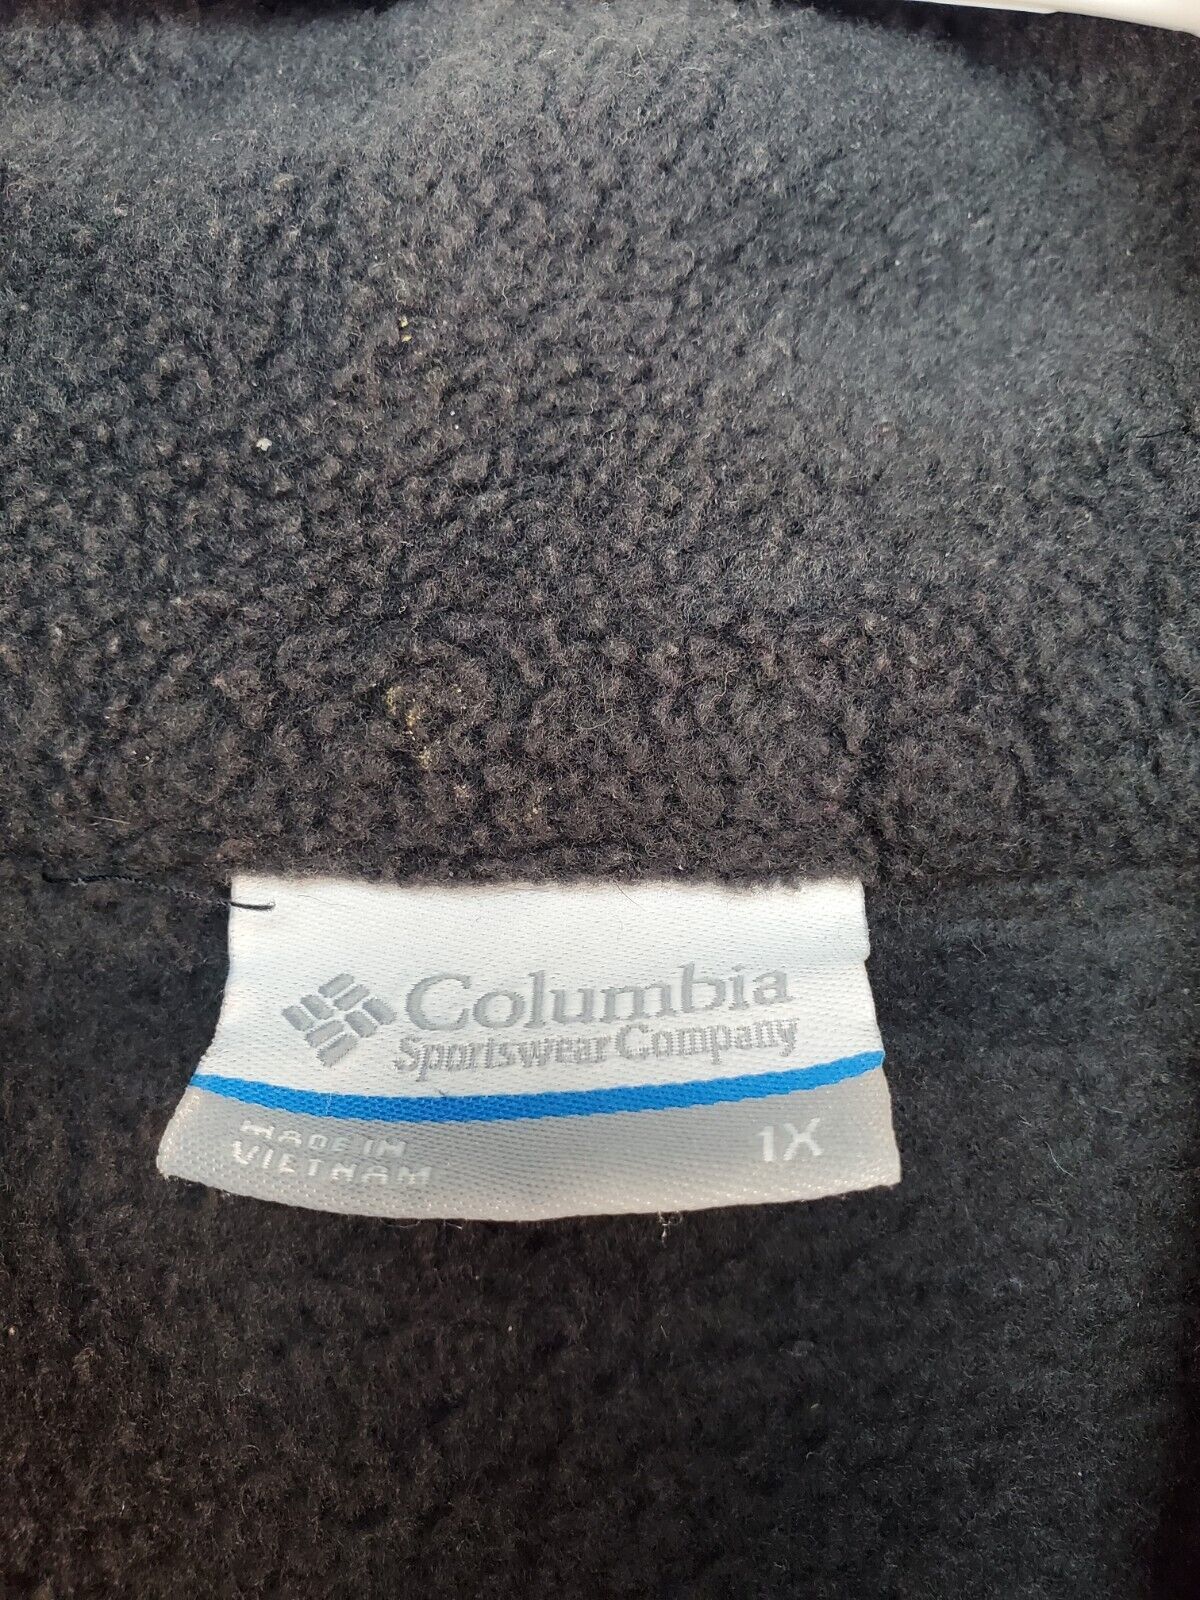 Columbia
Sportswear Company
MADE IN
VIETNAM
1X